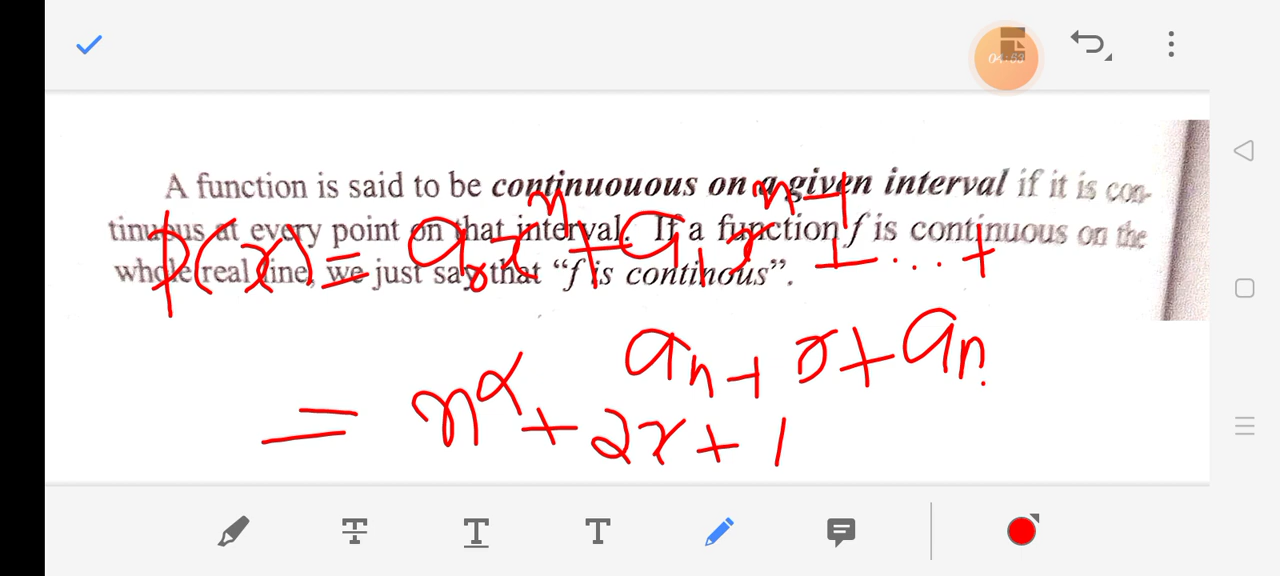 A function is said to be continuouous on a given interval if it is con-
tinuous at every point on that interval. If a function f is continuous on the
whole real line, we just say that “f is continous”.
p(x) = a₀xⁿ + a₁xⁿ⁻¹ + ... +
aₙ₋₁ x + aₙ
= x² + 2x + 1
T